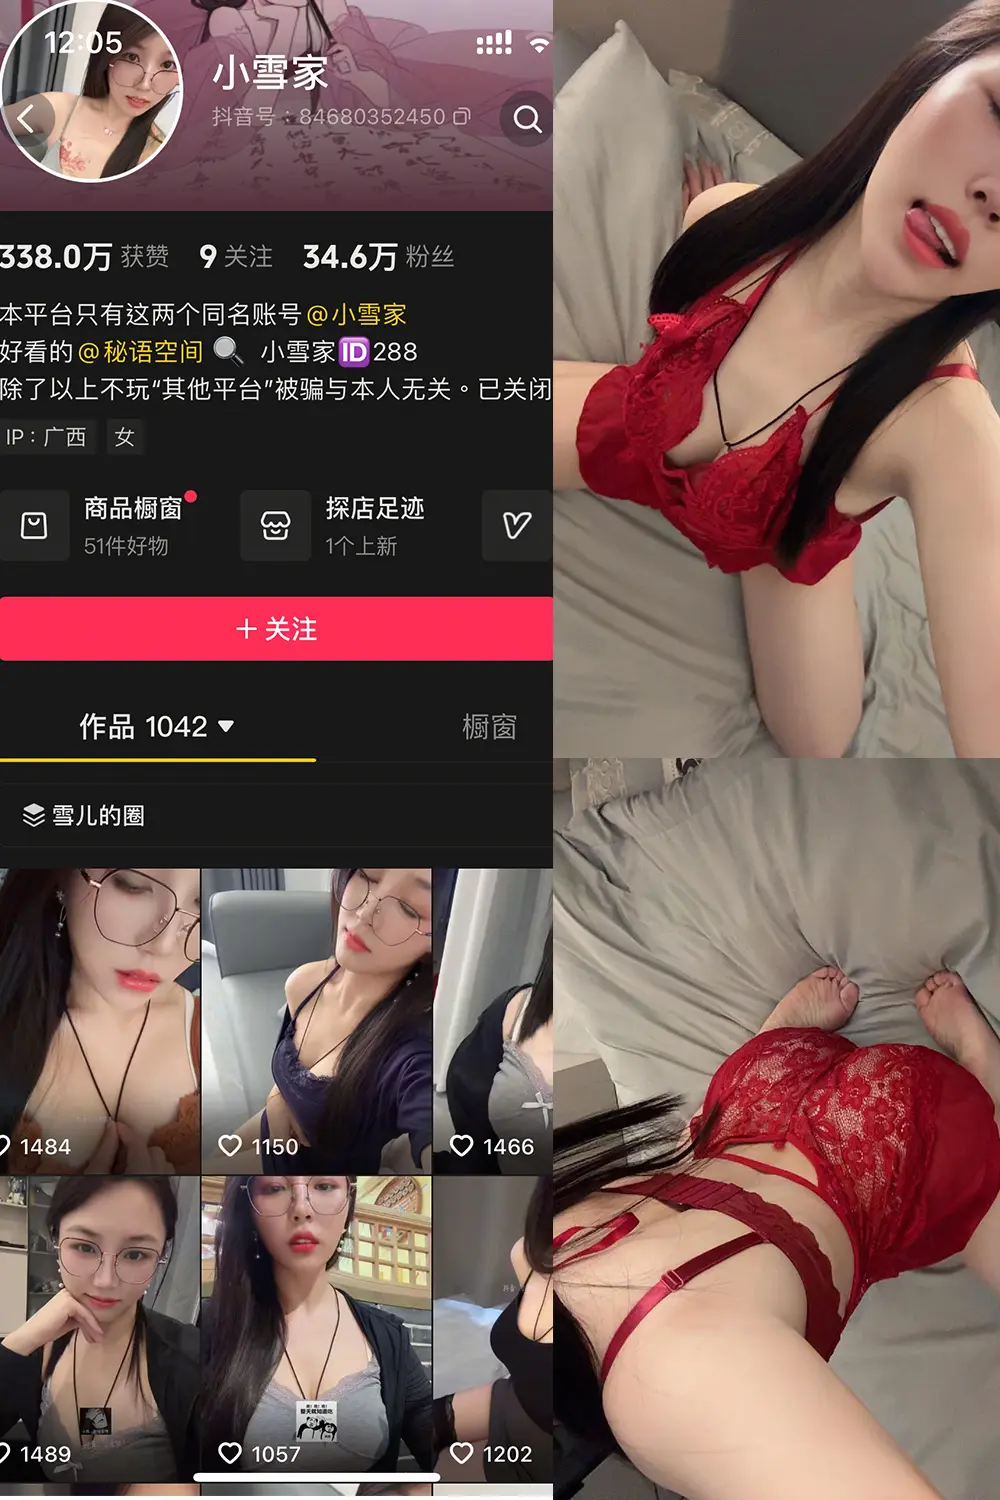 12:05
小雪家
抖音号：84680352450
338.0万 获赞 9 关注 34.6万 粉丝
本平台只有这两个同名账号@小雪家
好看的@秘语空间 🔍 小雪家🆔288
除了以上不玩“其他平台”被骗与本人无关。已关闭
IP：广西 女
商品橱窗
51件好物
探店足迹
1个上新
＋关注
作品 1042 橱窗
雪儿的圈
1484
1150
1466
1489
1057
1202